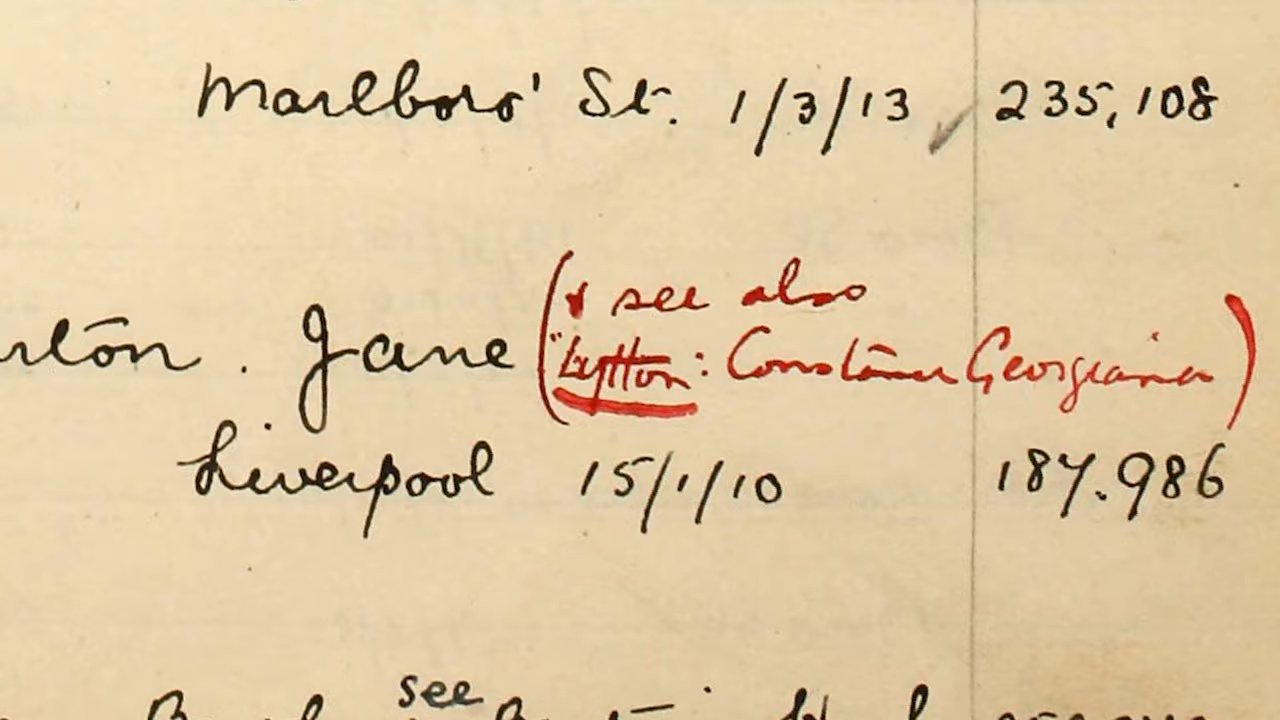 Marlboro' St. 1/3/13 235,108
Jane (& see also
"Lytton: Constance Georgiana)
Liverpool 15/1/10 187.986
see